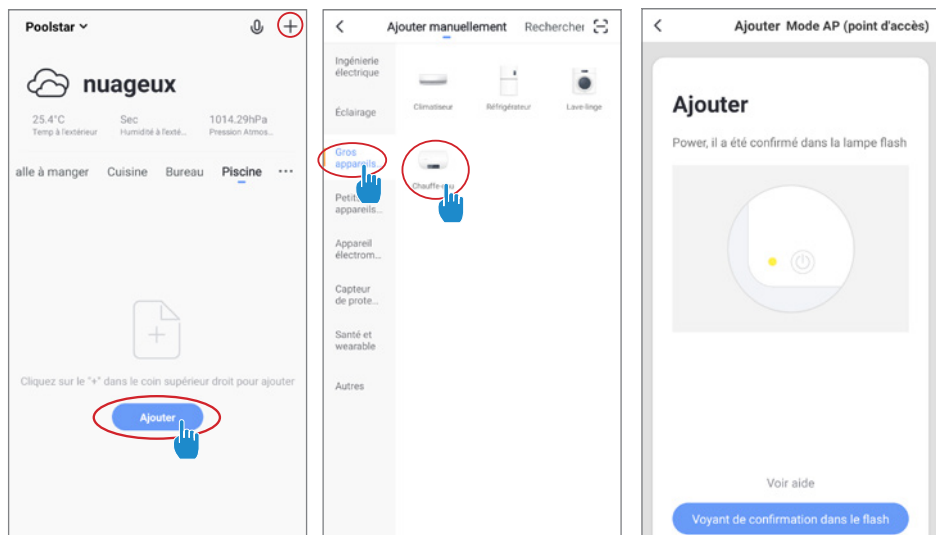 Poolstar
nuageux
25.4°C Sec 1014.29hPa
Temp à l'extérieur Humidité à l'exté... Pression Atmos...
alle à manger Cuisine Bureau Piscine ...
Cliquez sur le "+" dans le coin supérieur droit pour ajouter
Ajouter
Ajouter manuellement Rechercher
Ingénierie
électrique
Éclairage
Gros
appareils...
Petits
appareils...
Appareil
électrom...
Capteur
de prote...
Santé et
wearable
Autres
Climatiseur Réfrigérateur Lave-linge
Chauffe-eau
Ajouter Mode AP (point d'accès)
Ajouter
Power, il a été confirmé dans la lampe flash
Voir aide
Voyant de confirmation dans le flash